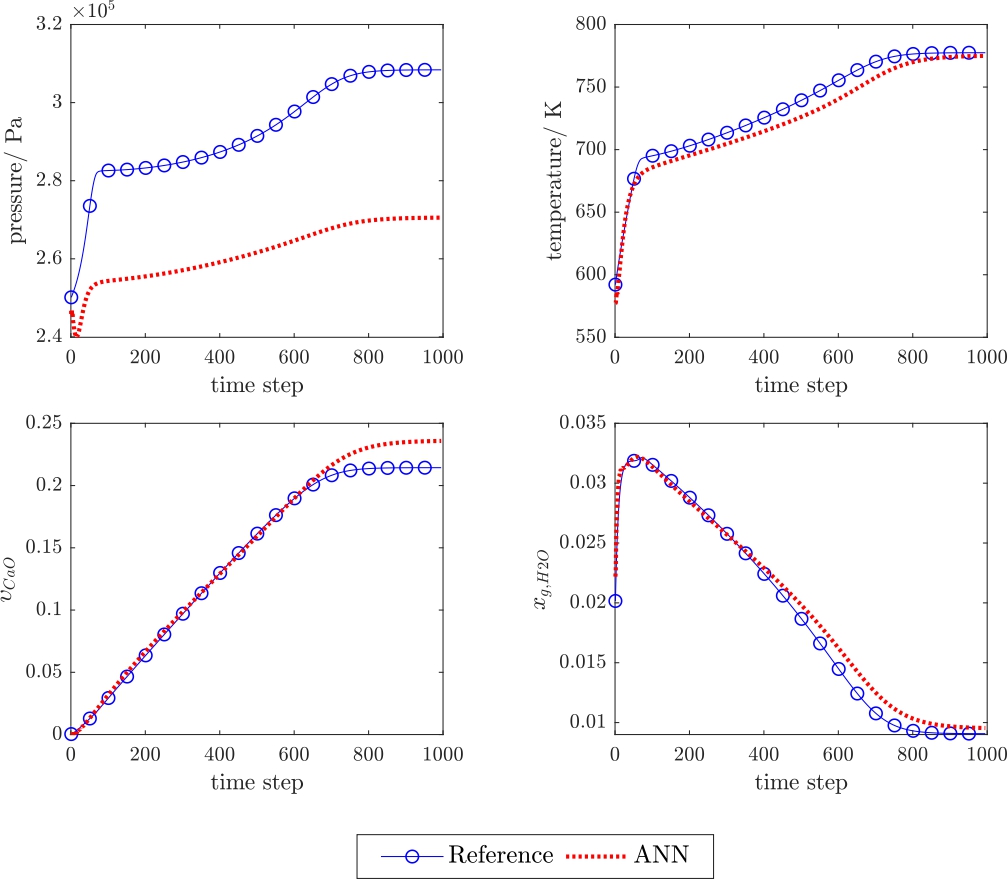 ×10⁵
3.2
3
2.8
2.6
2.4
0 200 400 600 800 1000
pressure/ Pa
time step
800
750
700
650
600
550
0 200 400 600 800 1000
temperature/ K
time step
0.25
0.2
0.15
0.1
0.05
0
0 200 400 600 800 1000
v_{CaO}
time step
0.035
0.03
0.025
0.02
0.015
0.01
0 200 400 600 800 1000
x_{g,H2O}
time step
Reference ANN